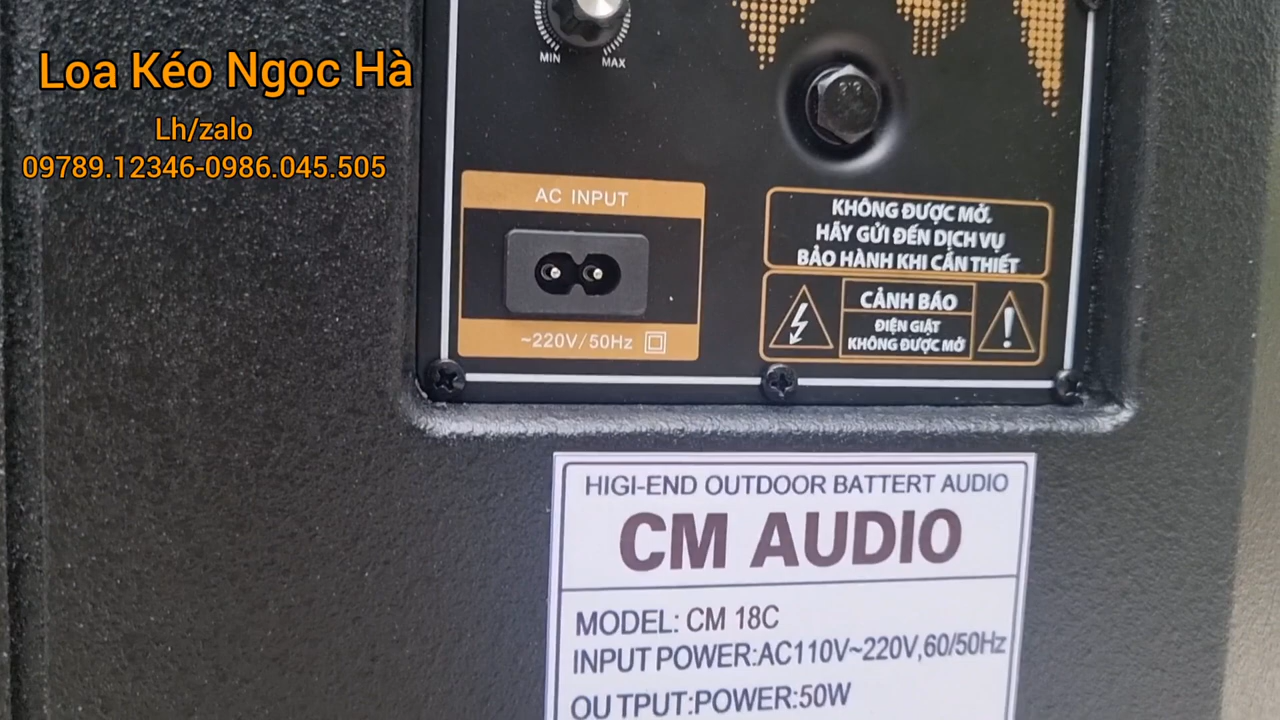 Loa Kéo Ngọc Hà
Lh/zalo
09789.12346-0986.045.505
MIN
MAX
AC INPUT
~220V/50Hz
KHÔNG ĐƯỢC MỞ.
HÃY GỬI ĐẾN DỊCH VỤ
BẢO HÀNH KHI CẦN THIẾT
CẢNH BÁO
ĐIỆN GIẬT
KHÔNG ĐƯỢC MỞ
HIGI-END OUTDOOR BATTERT AUDIO
CM AUDIO
MODEL: CM 18C
INPUT POWER:AC110V~220V,60/50Hz
OUTPUT:POWER:50W